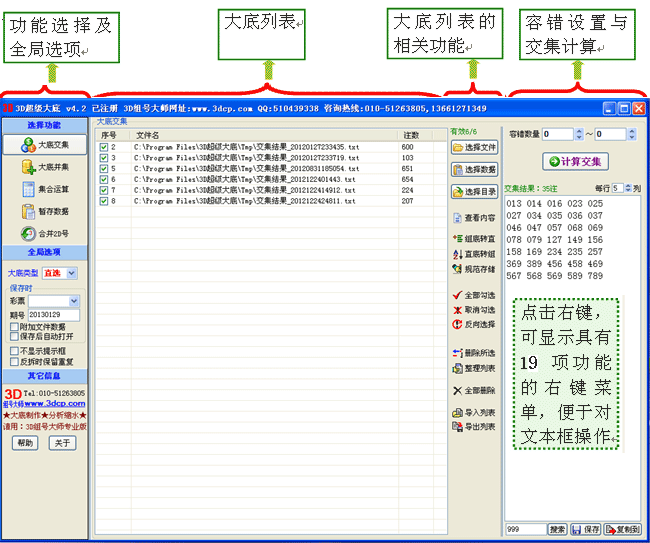 功能选择及
全局选项
大底列表
大底列表的
相关功能
容错设置与
交集计算
3D超级大底 v4.2 已注册 3D组号大师网址:www.3dcp.com QQ:510439338 咨询热线:010-51263805,13661271349
选择功能
大底交集
大底并集
集合运算
暂存数据
合并2D号
全局选项
大底类型 直选
保存时
彩票
期号 20130129
附加文件数据
保存后自动打开
不显示提示框
反拆时保留重复
其它信息
3D Tel:010-51263805
组号大师www.3dcp.com
★大底制作★分析缩水★
请用:3D组号大师专业版
帮助 关于
大底交集
序号 文件名 注数
2 C:\Program Files\3D超级大底\Tmp\交集结果_20120127233435.txt 600
3 C:\Program Files\3D超级大底\Tmp\交集结果_20120127233719.txt 103
5 C:\Program Files\3D超级大底\Tmp\交集结果_20120831185054.txt 651
6 C:\Program Files\3D超级大底\Tmp\交集结果_2012122401443.txt 654
7 C:\Program Files\3D超级大底\Tmp\交集结果_2012122414912.txt 224
8 C:\Program Files\3D超级大底\Tmp\交集结果_2012122424811.txt 207
有效6/6
选择文件
选择数据
选择目录
查看内容
组底转直
直底转组
规范存储
全部勾选
取消勾选
反向选择
删除所选
整理列表
全部删除
导入列表
导出列表
容错数量 0 ~ 0
计算交集
交集结果:35注 每行 5 列
013 014 016 023 025
027 034 035 036 037
046 047 057 068 069
078 079 127 149 156
158 169 234 235 257
369 389 456 458 469
567 568 569 589 789
点击右键，
可显示具有
19 项功能
的右键菜
单，便于对
文本框操作
999 搜索 保存 复制到